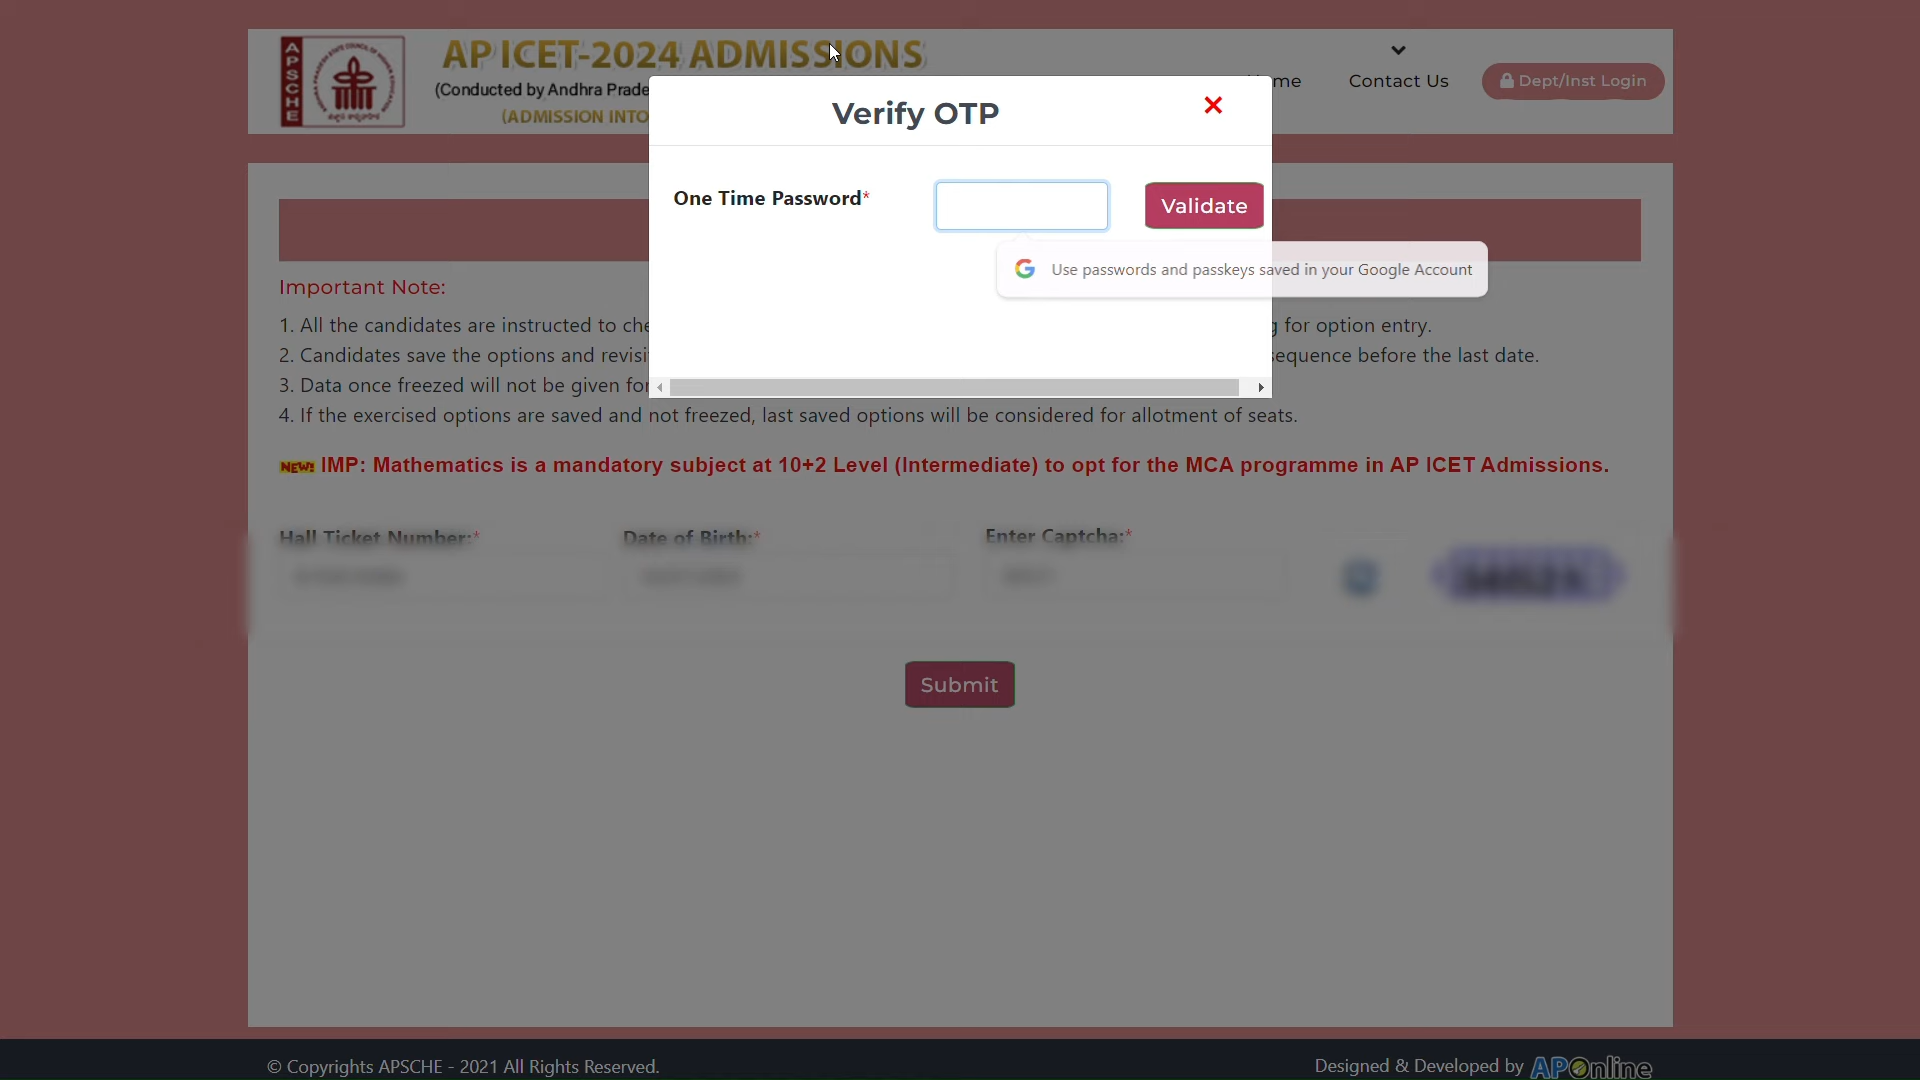 APSCHE
AP ICET-2024 ADMISSIONS
(Conducted by Andhra Prade
(ADMISSION INTO
me
Contact Us
Dept/Inst Login
Verify OTP
One Time Password*
Validate
Use passwords and passkeys saved in your Google Account
Important Note:
1. All the candidates are instructed to che
g for option entry.
2. Candidates save the options and revisi
sequence before the last date.
3. Data once freezed will not be given for
4. If the exercised options are saved and not freezed, last saved options will be considered for allotment of seats.
NEW! IMP: Mathematics is a mandatory subject at 10+2 Level (Intermediate) to opt for the MCA programme in AP ICET Admissions.
Hall Ticket Number:*
Date of Birth:*
Enter Captcha:*
Submit
© Copyrights APSCHE - 2021 All Rights Reserved.
Designed & Developed by APOnline